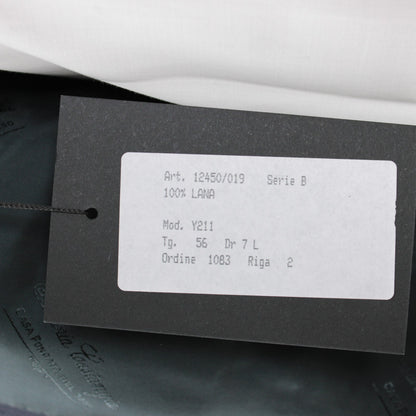 Art. 12450/019 Serie B
100% LANA
Mod. Y211
Tg. 56 Dr 7 L
Ordine 1083 Riga 2